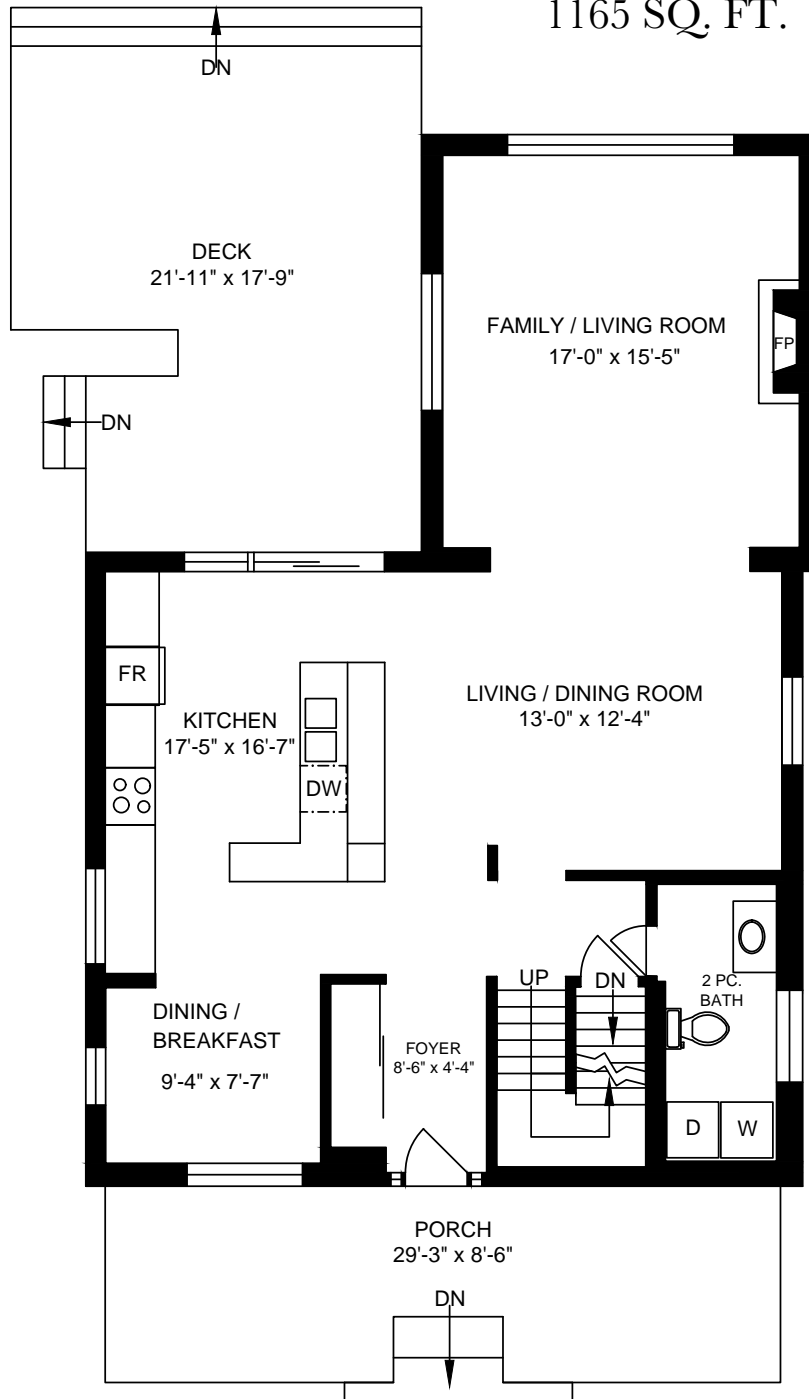 1165 SQ. FT.
DN
DECK
21'-11" x 17'-9"
FAMILY / LIVING ROOM
17'-0" x 15'-5"
FP
DN
FR
KITCHEN
17'-5" x 16'-7"
LIVING / DINING ROOM
13'-0" x 12'-4"
DW
UP
DN
2 PC.
BATH
DINING /
BREAKFAST
9'-4" x 7'-7"
FOYER
8'-6" x 4'-4"
D
W
PORCH
29'-3" x 8'-6"
DN